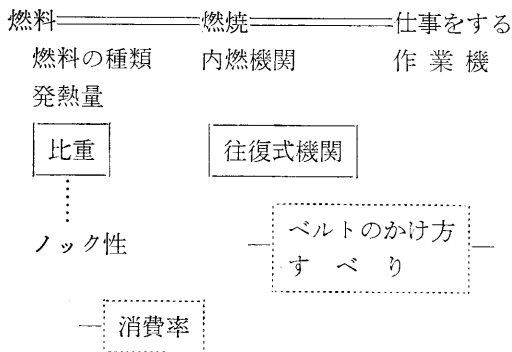 燃料 燃焼 仕事をする
燃料の種類 内燃機関 作業機
発熱量
比重 往復式機関
ノック性
ベルトのかけ方
すべり
消費率